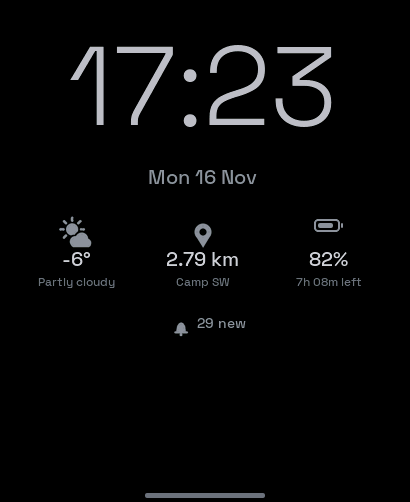 17:23
Mon 16 Nov
-6° 2.79 km 82%
Partly cloudy Camp SW 7h 08m left
29 new